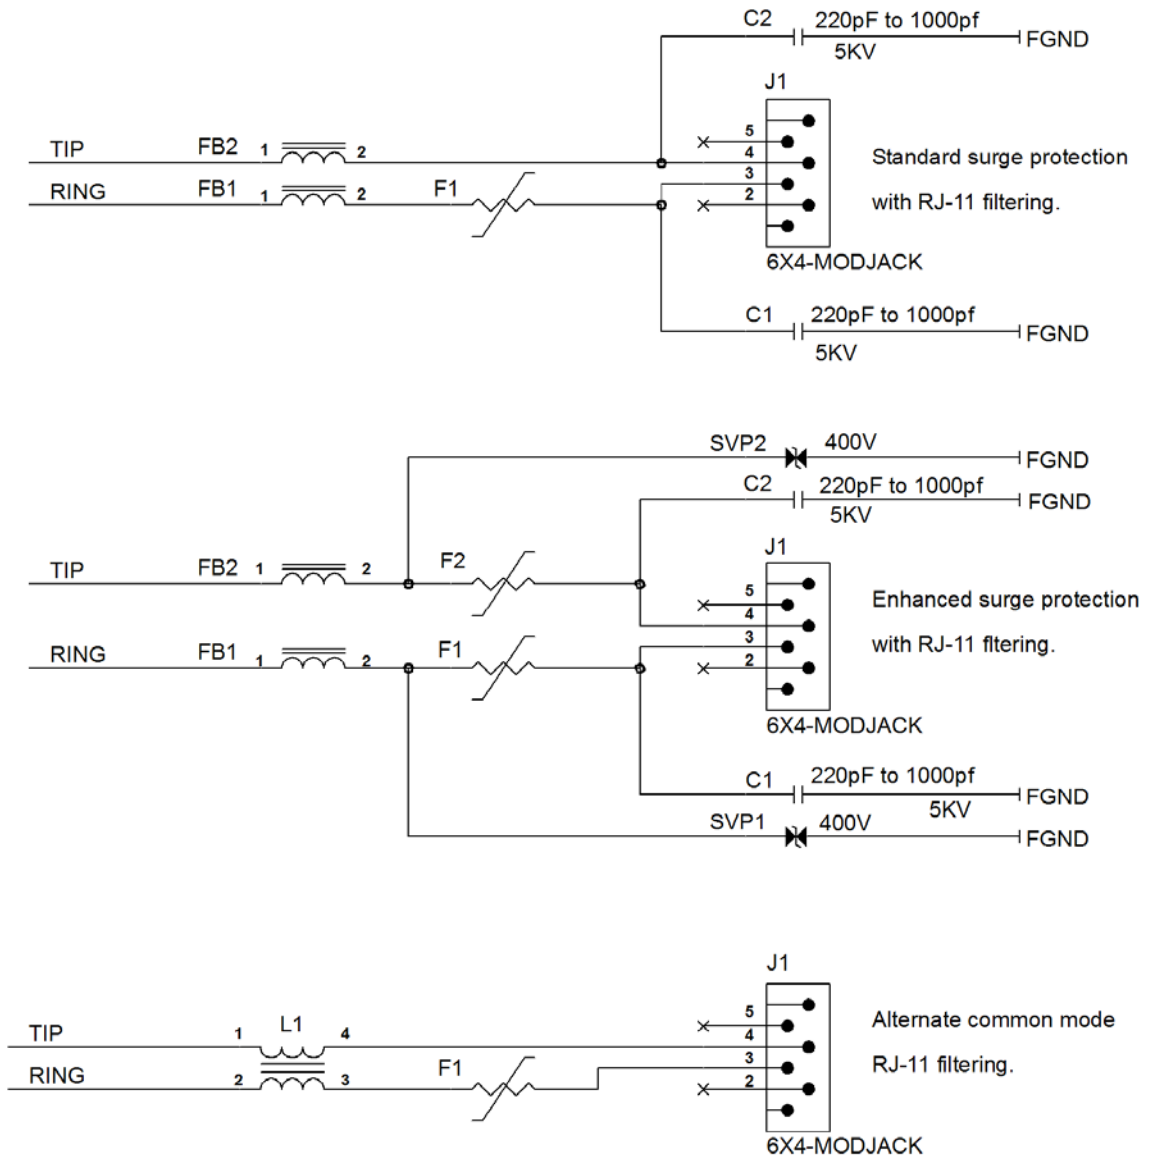 C2 220pF to 1000pf
5KV
FGND
J1
TIP FB2 1 2
RING FB1 1 2 F1
5
4
3
2
Standard surge protection
with RJ-11 filtering.
6X4-MODJACK
C1 220pF to 1000pf
5KV
FGND
SVP2 400V
FGND
C2 220pF to 1000pf
5KV
FGND
J1
TIP FB2 1 2 F2
RING FB1 1 2 F1
5
4
3
2
Enhanced surge protection
with RJ-11 fltering.
6X4-MODJACK
C1 220pF to 1000pf
5KV
FGND
SVP1 400V
FGND
J1
TIP 1 L1 4
RING 2 3 F1
5
4
3
2
Alternate common mode
RJ-11 filtering.
6X4-MODJACK